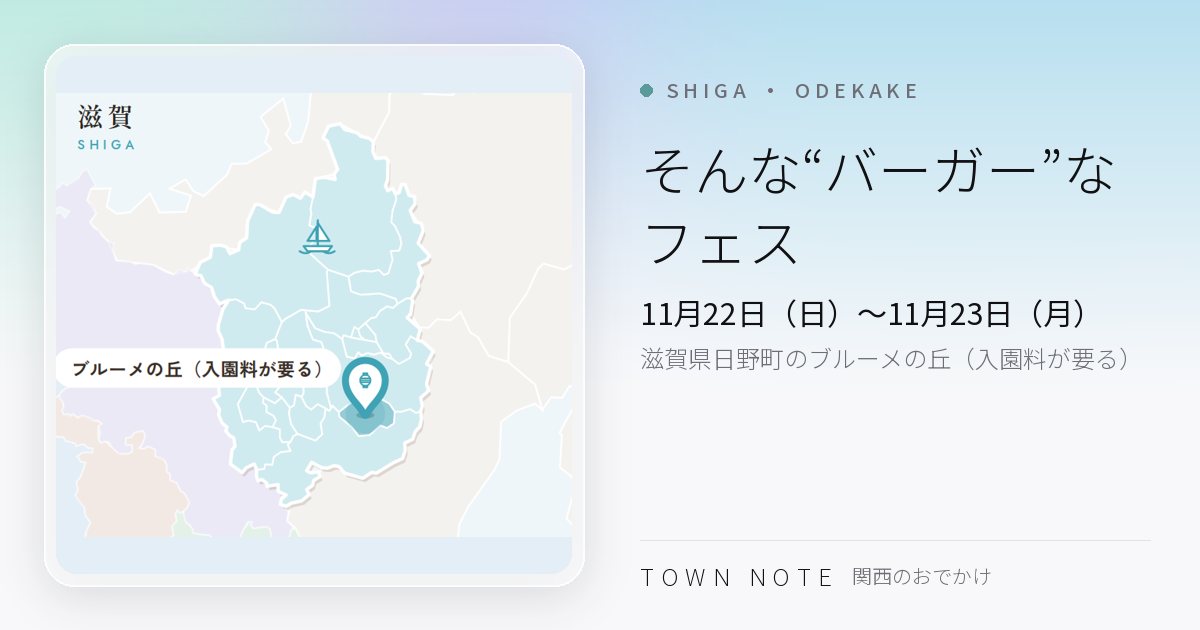 滋賀
SHIGA
ブルーメの丘（入園料が要る）
SHIGA • ODEKAKE
そんな“バーガー”な
フェス
11月22日（日）〜11月23日（月）
滋賀県日野町のブルーメの丘（入園料が要る）
TOWN NOTE 関西のおでかけ